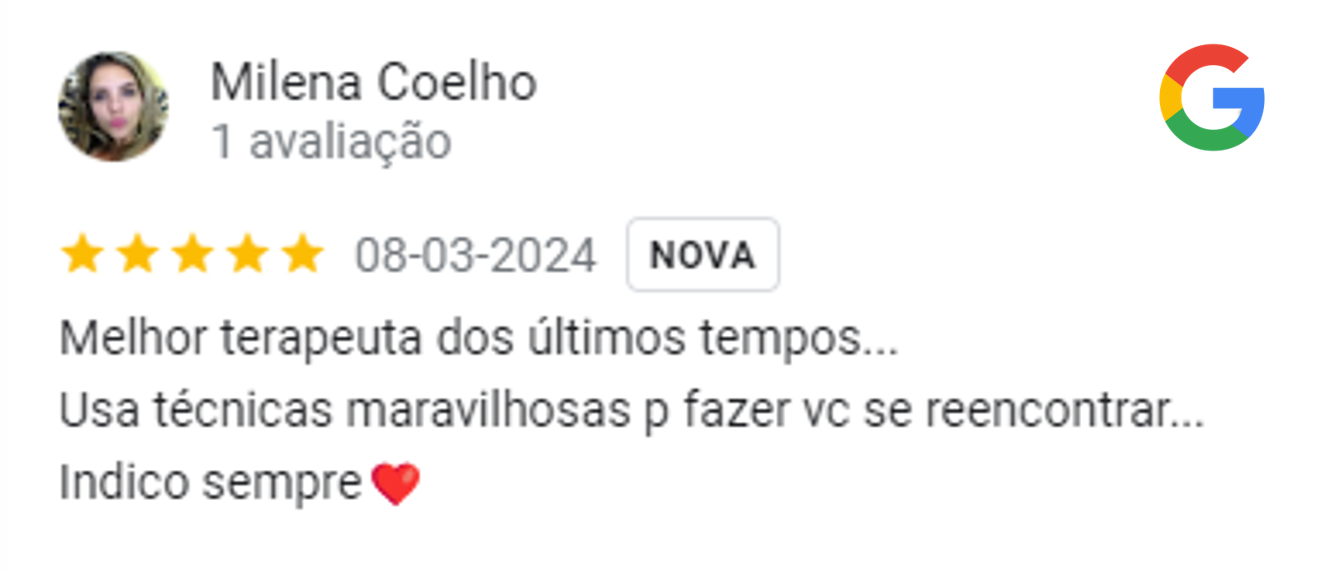 Milena Coelho
1 avaliação
08-03-2024 NOVA
Melhor terapeuta dos últimos tempos...
Usa técnicas maravilhosas p fazer vc se reencontrar...
Indico sempre❤️